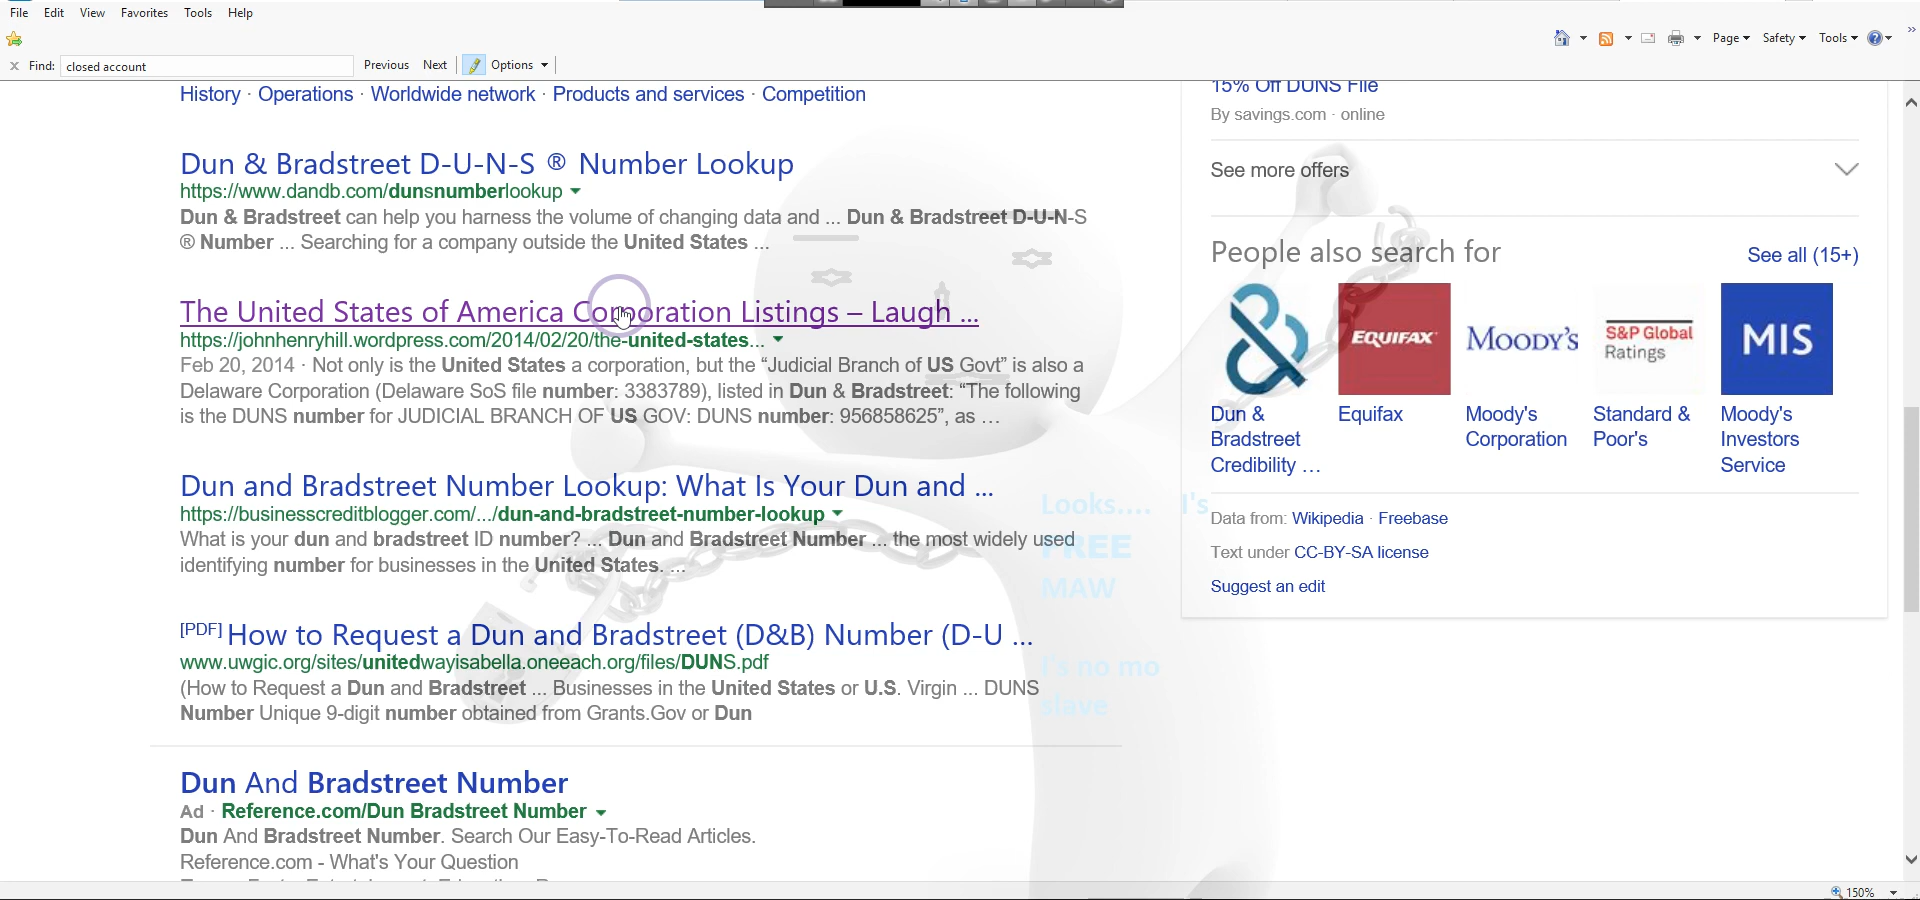 File Edit View Favorites Tools Help
Page Safety Tools
Find: closed account Previous Next Options
History · Operations · Worldwide network · Products and services · Competition
Dun & Bradstreet D-U-N-S ® Number Lookup
https://www.dandb.com/dunsnumberlookup
Dun & Bradstreet can help you harness the volume of changing data and ... Dun & Bradstreet D-U-N-S
® Number ... Searching for a company outside the United States ...
The United States of America Corporation Listings – Laugh ...
https://johnhenryhill.wordpress.com/2014/02/20/the-united-states...
Feb 20, 2014 · Not only is the United States a corporation, but the “Judicial Branch of US Govt” is also a
Delaware Corporation (Delaware SoS file number: 3383789), listed in Dun & Bradstreet: “The following
is the DUNS number for JUDICIAL BRANCH OF US GOV: DUNS number: 956858625”, as ...
Dun and Bradstreet Number Lookup: What Is Your Dun and ...
https://businesscreditblogger.com/.../dun-and-bradstreet-number-lookup
What is your dun and bradstreet ID number? ... Dun and Bradstreet Number ... the most widely used
identifying number for businesses in the United States. ...
[PDF] How to Request a Dun and Bradstreet (D&B) Number (D-U ...
www.uwgic.org/sites/unitedwayisabella.oneeach.org/files/DUNS.pdf
(How to Request a Dun and Bradstreet ... Businesses in the United States or U.S. Virgin ... DUNS
Number Unique 9-digit number obtained from Grants.Gov or Dun
Dun And Bradstreet Number
Ad · Reference.com/Dun Bradstreet Number
Dun And Bradstreet Number. Search Our Easy-To-Read Articles.
Reference.com - What's Your Question
15% Off DUNS File
By savings.com · online
See more offers
People also search for See all (15+)
EQUIFAX MOODY'S S&P Global
Ratings MIS
Dun &
Bradstreet
Credibility ...
Equifax
Moody's
Corporation
Standard &
Poor's
Moody's
Investors
Service
Data from: Wikipedia · Freebase
Text under CC-BY-SA license
Suggest an edit
Looks.... I's
FREE
MAW
I's no mo
slave
150%